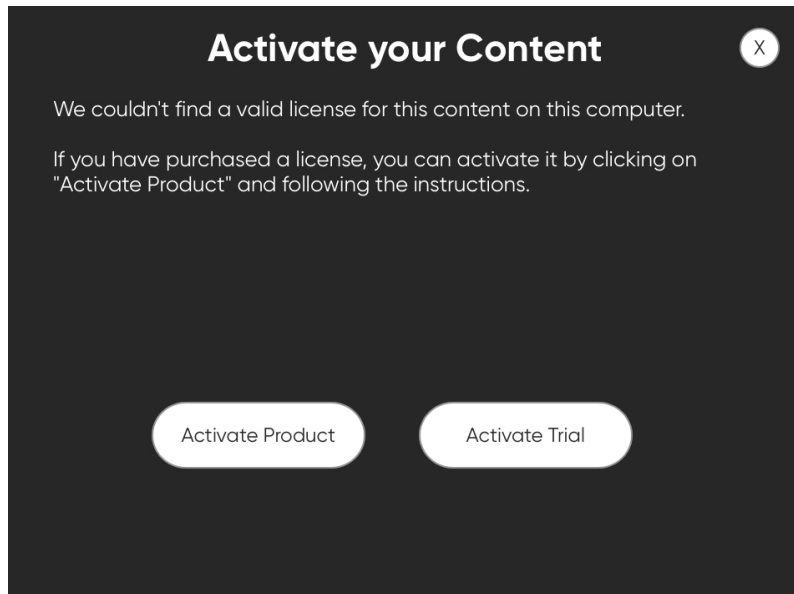 Activate your Content
X
We couldn't find a valid license for this content on this computer.
If you have purchased a license, you can activate it by clicking on
"Activate Product" and following the instructions.
Activate Product
Activate Trial